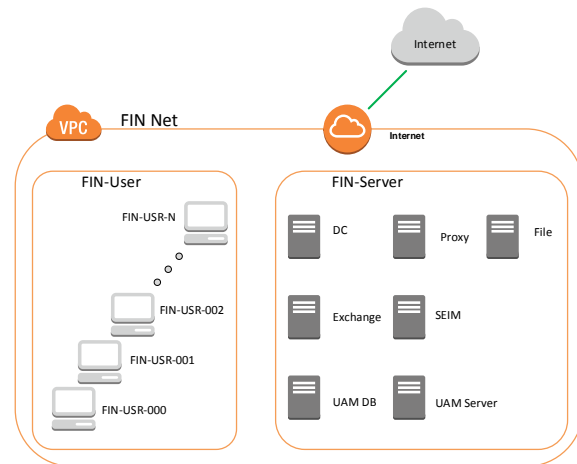 Internet
VPC
FIN Net
Internet
FIN-User
FIN-Server
FIN-USR-N
FIN-USR-002
FIN-USR-001
FIN-USR-000
DC
Proxy
File
Exchange
SEIM
UAM DB
UAM Server